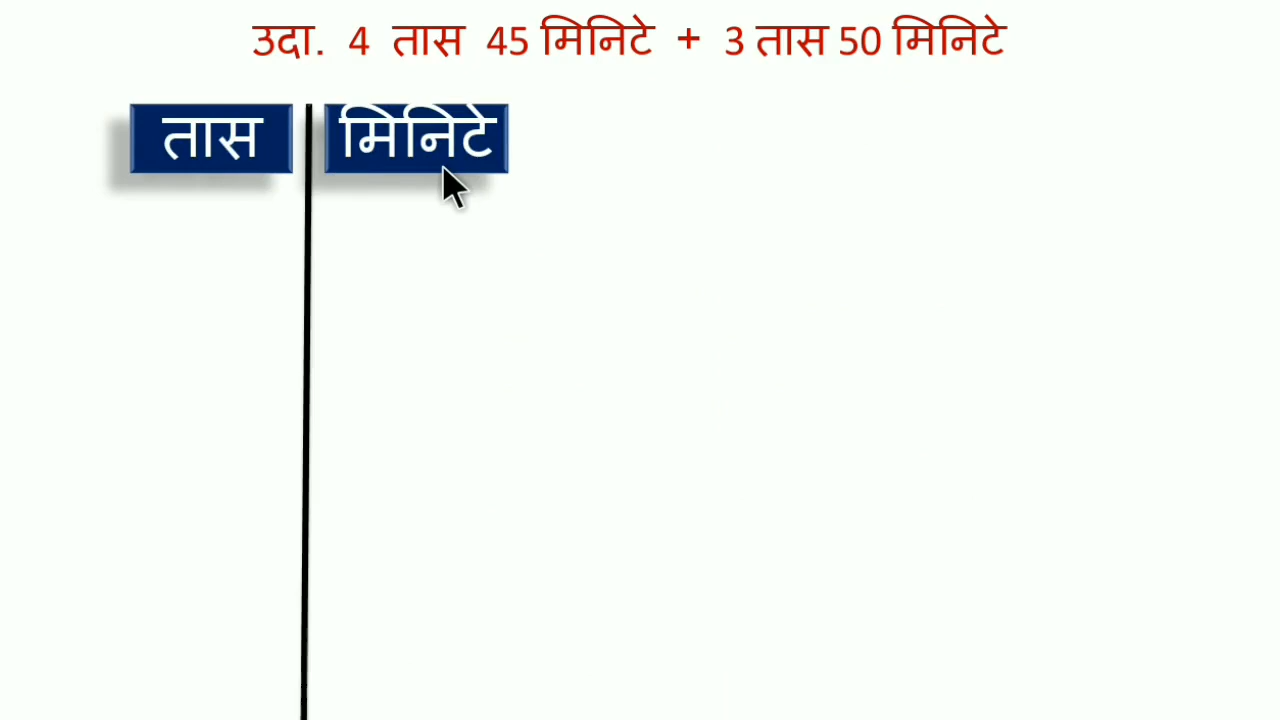 उदा. 4 तास 45 मिनिटे + 3 तास 50 मिनिटे
तास मिनिटे